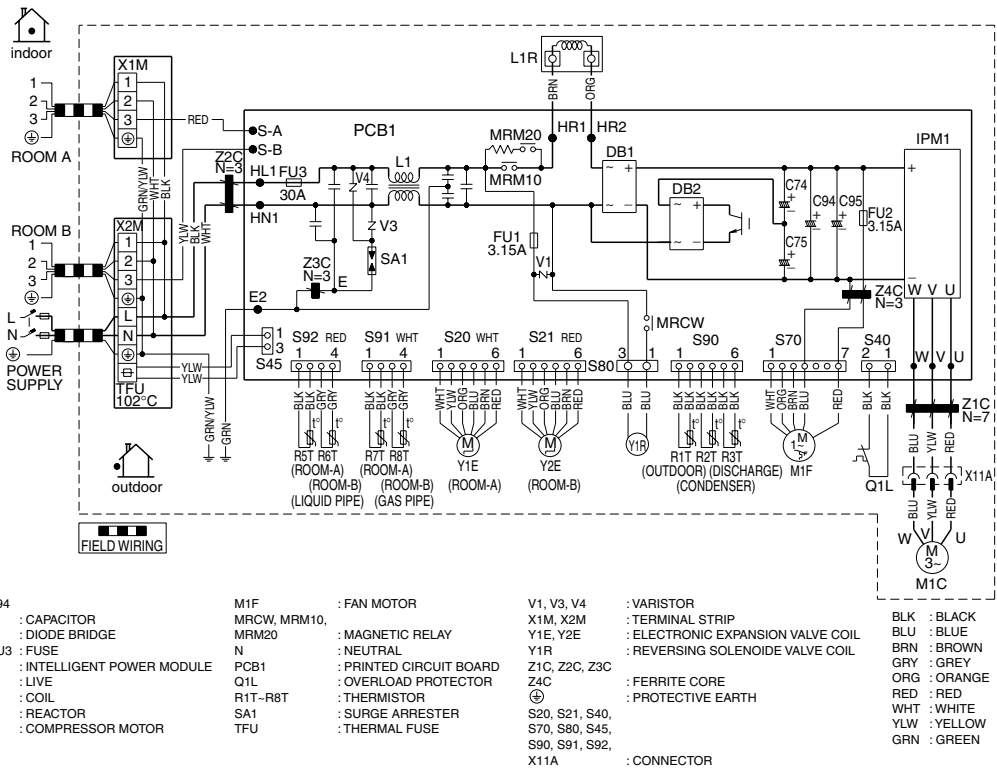 indoor
1
2
3
ROOM A
X1M
1
2
3
RED
S-A
S-B
PCB1
L1R
BRN
ORG
HR1
HR2
MRM20
MRM10
DB1
IPM1
DB2
C74
C94
C95
C75
FU2
3.15A
Z2C
N=3
HL1
FU3
30A
HN1
V4
L1
V3
SA1
FU1
3.15A
V1
GRN/YLW
WHT
BLK
ROOM B
1
2
3
X2M
1
2
3
YLW
BLK
WHT
Z3C
N=3
E
E2
Z4C
N=3
W V U
L
N
L
N
POWER
SUPPLY
TFU
102°C
YLW
YLW
1
3
S45
GRN/YLW
GRN
S92 RED
1 4
S91 WHT
1 4
S20 WHT
1 6
S21 RED
1 6
S80
3 1
MRCW
S90
1 6
S70
1 7
S40
2 1
W V U
Z1C
N=7
BLK
BLK
GRY
GRY
BLK
BLK
GRY
GRY
WHT
YLW
ORG
BLU
BRN
RED
WHT
YLW
ORG
BLU
BRN
RED
BLU
BLU
BLK
BLK
BLK
BLK
BLK
BLK
WHT
ORG
BRN
BLU
RED
BLK
BLK
BLU
YLW
RED
t°
t°
t°
t°
t°
t°
t°
R5T R6T
(ROOM-A)
(ROOM-B)
(LIQUID PIPE)
R7T R8T
(ROOM-A)
(ROOM-B)
(GAS PIPE)
M
Y1E
(ROOM-A)
M
Y2E
(ROOM-B)
Y1R
R1T R2T R3T
(OUTDOOR) (DISCHARGE)
(CONDENSER)
M
1~
M1F
Q1L
X11A
BLU
YLW
RED
W V U
M
3~
M1C
outdoor
FIELD WIRING
94
: CAPACITOR
: DIODE BRIDGE
U3 : FUSE
: INTELLIGENT POWER MODULE
: LIVE
: COIL
: REACTOR
: COMPRESSOR MOTOR
M1F : FAN MOTOR
MRCW, MRM10,
MRM20 : MAGNETIC RELAY
N : NEUTRAL
PCB1 : PRINTED CIRCUIT BOARD
Q1L : OVERLOAD PROTECTOR
R1T~R8T : THERMISTOR
SA1 : SURGE ARRESTER
TFU : THERMAL FUSE
V1, V3, V4 : VARISTOR
X1M, X2M : TERMINAL STRIP
Y1E, Y2E : ELECTRONIC EXPANSION VALVE COIL
Y1R : REVERSING SOLENOIDE VALVE COIL
Z1C, Z2C, Z3C
Z4C : FERRITE CORE
: PROTECTIVE EARTH
S20, S21, S40,
S70, S80, S45,
S90, S91, S92,
X11A : CONNECTOR
BLK : BLACK
BLU : BLUE
BRN : BROWN
GRY : GREY
ORG : ORANGE
RED : RED
WHT : WHITE
YLW : YELLOW
GRN : GREEN